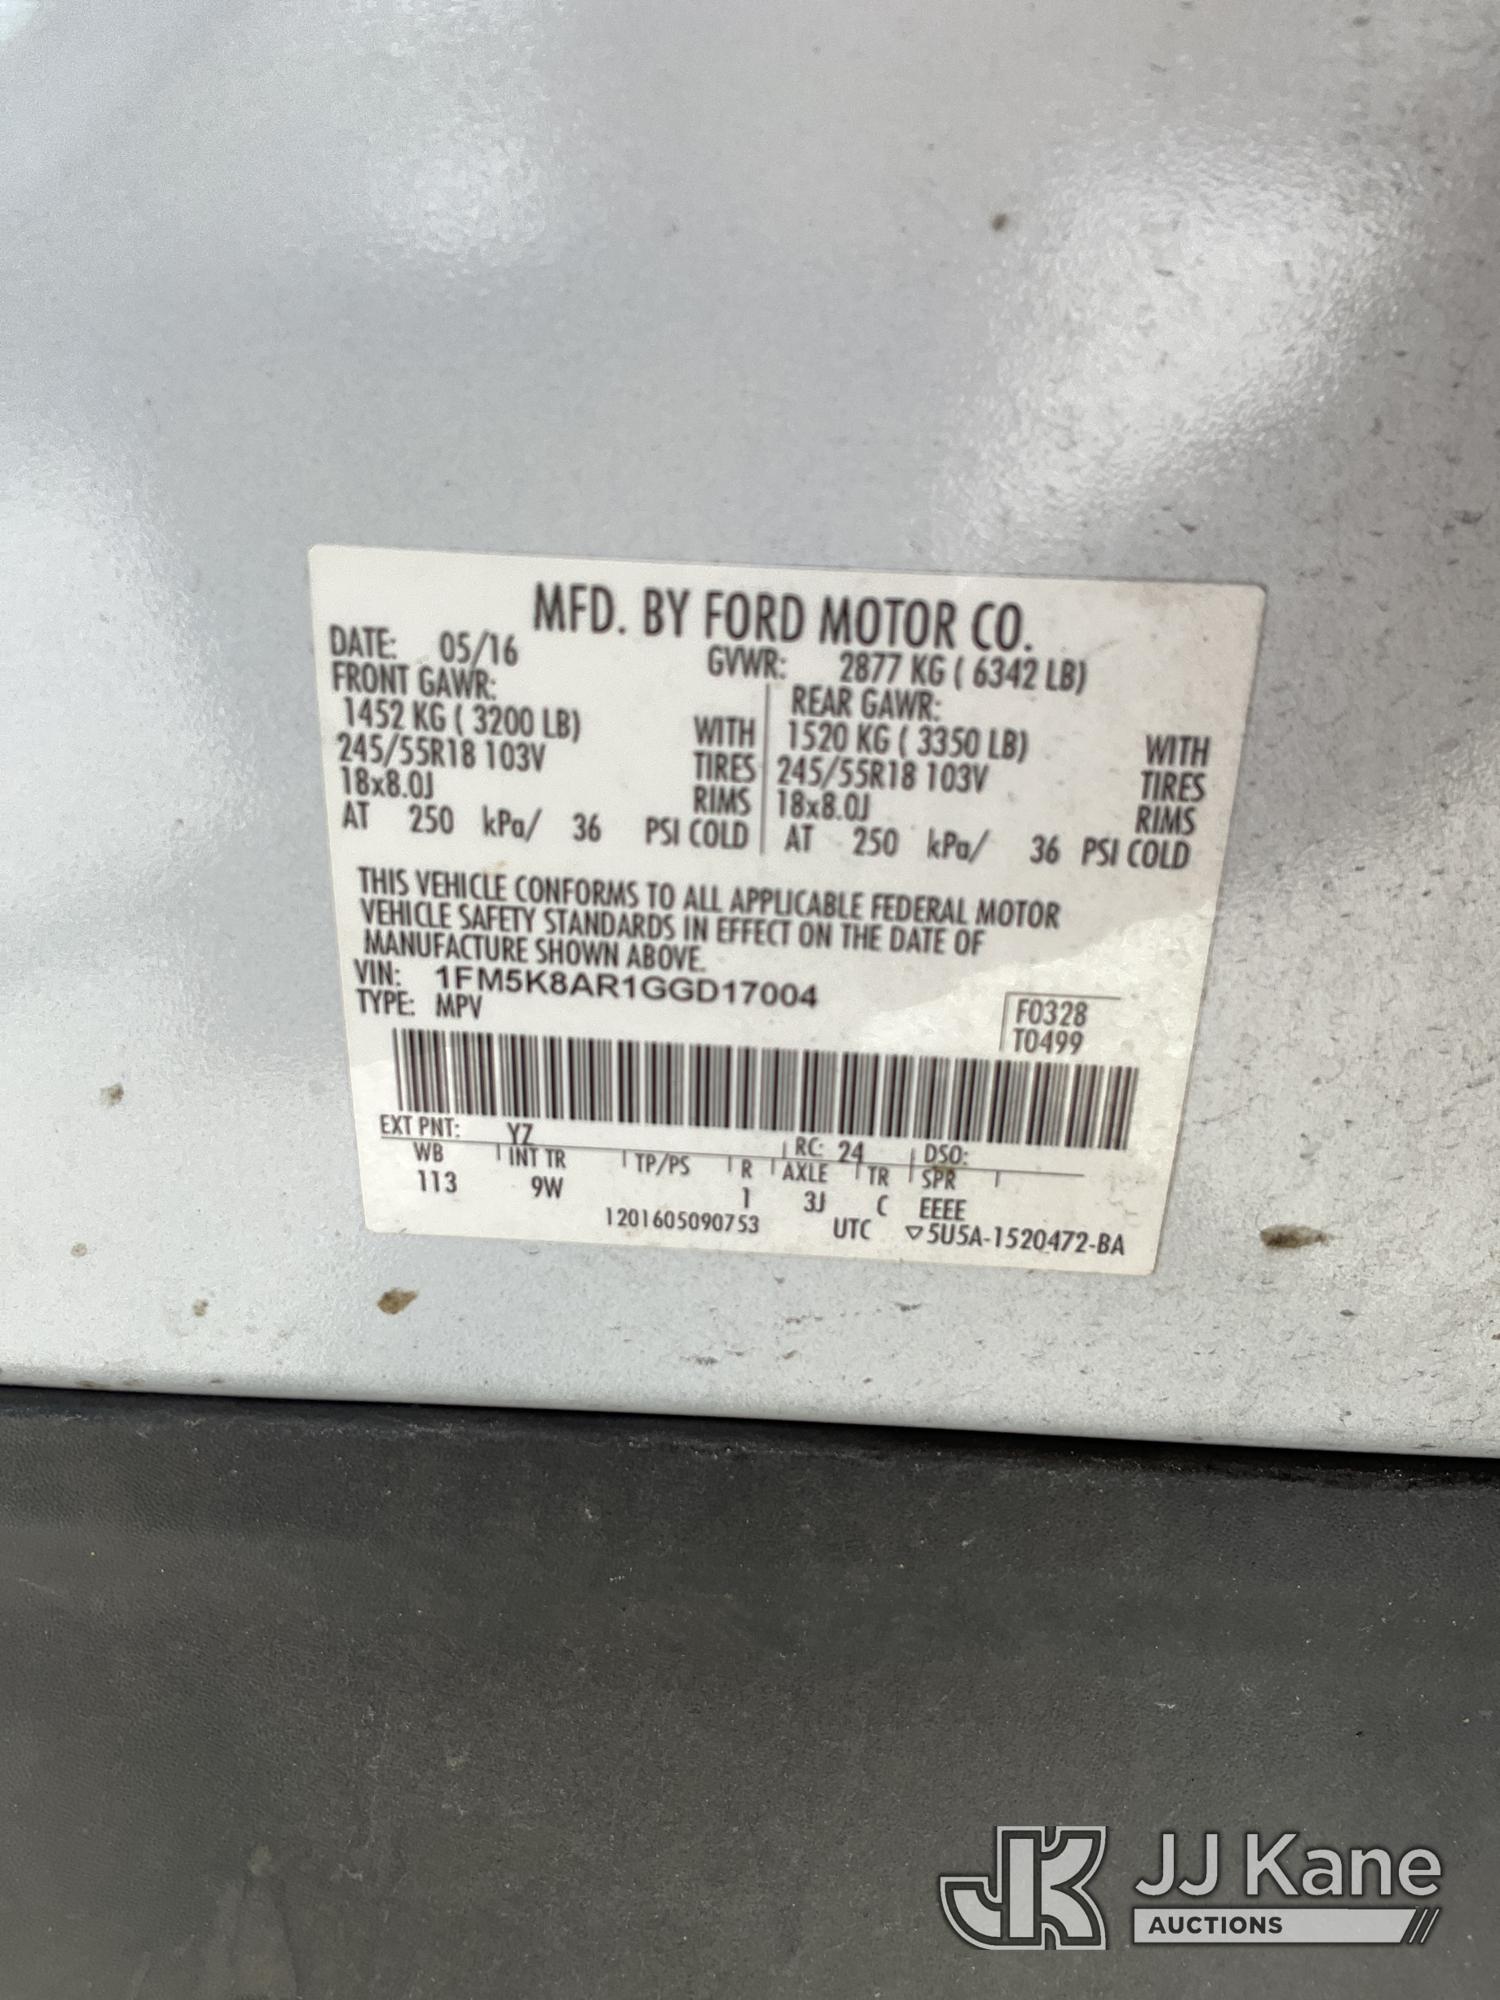 MFD. BY FORD MOTOR CO.
DATE: 05/16 GVWR: 2877 KG ( 6342 LB)
FRONT GAWR: REAR GAWR:
1452 KG ( 3200 LB) WITH 1520 KG ( 3350 LB) WITH
245/55R18 103V TIRES 245/55R18 103V TIRES
18x8.0J RIMS 18x8.0J RIMS
AT 250 kPa/ 36 PSI COLD AT 250 kPa/ 36 PSI COLD
THIS VEHICLE CONFORMS TO ALL APPLICABLE FEDERAL MOTOR
VEHICLE SAFETY STANDARDS IN EFFECT ON THE DATE OF
MANUFACTURE SHOWN ABOVE.
VIN: 1FM5K8AR1GGD17004
TYPE: MPV F0328
T0499
EXT PNT: YZ RC: 24 DSO:
WB INT TR TP/PS R AXLE TR SPR
113 9W 1 3J C EEEE
1201605090753 UTC ▽5U5A-1520472-BA
JK JJ Kane
AUCTIONS